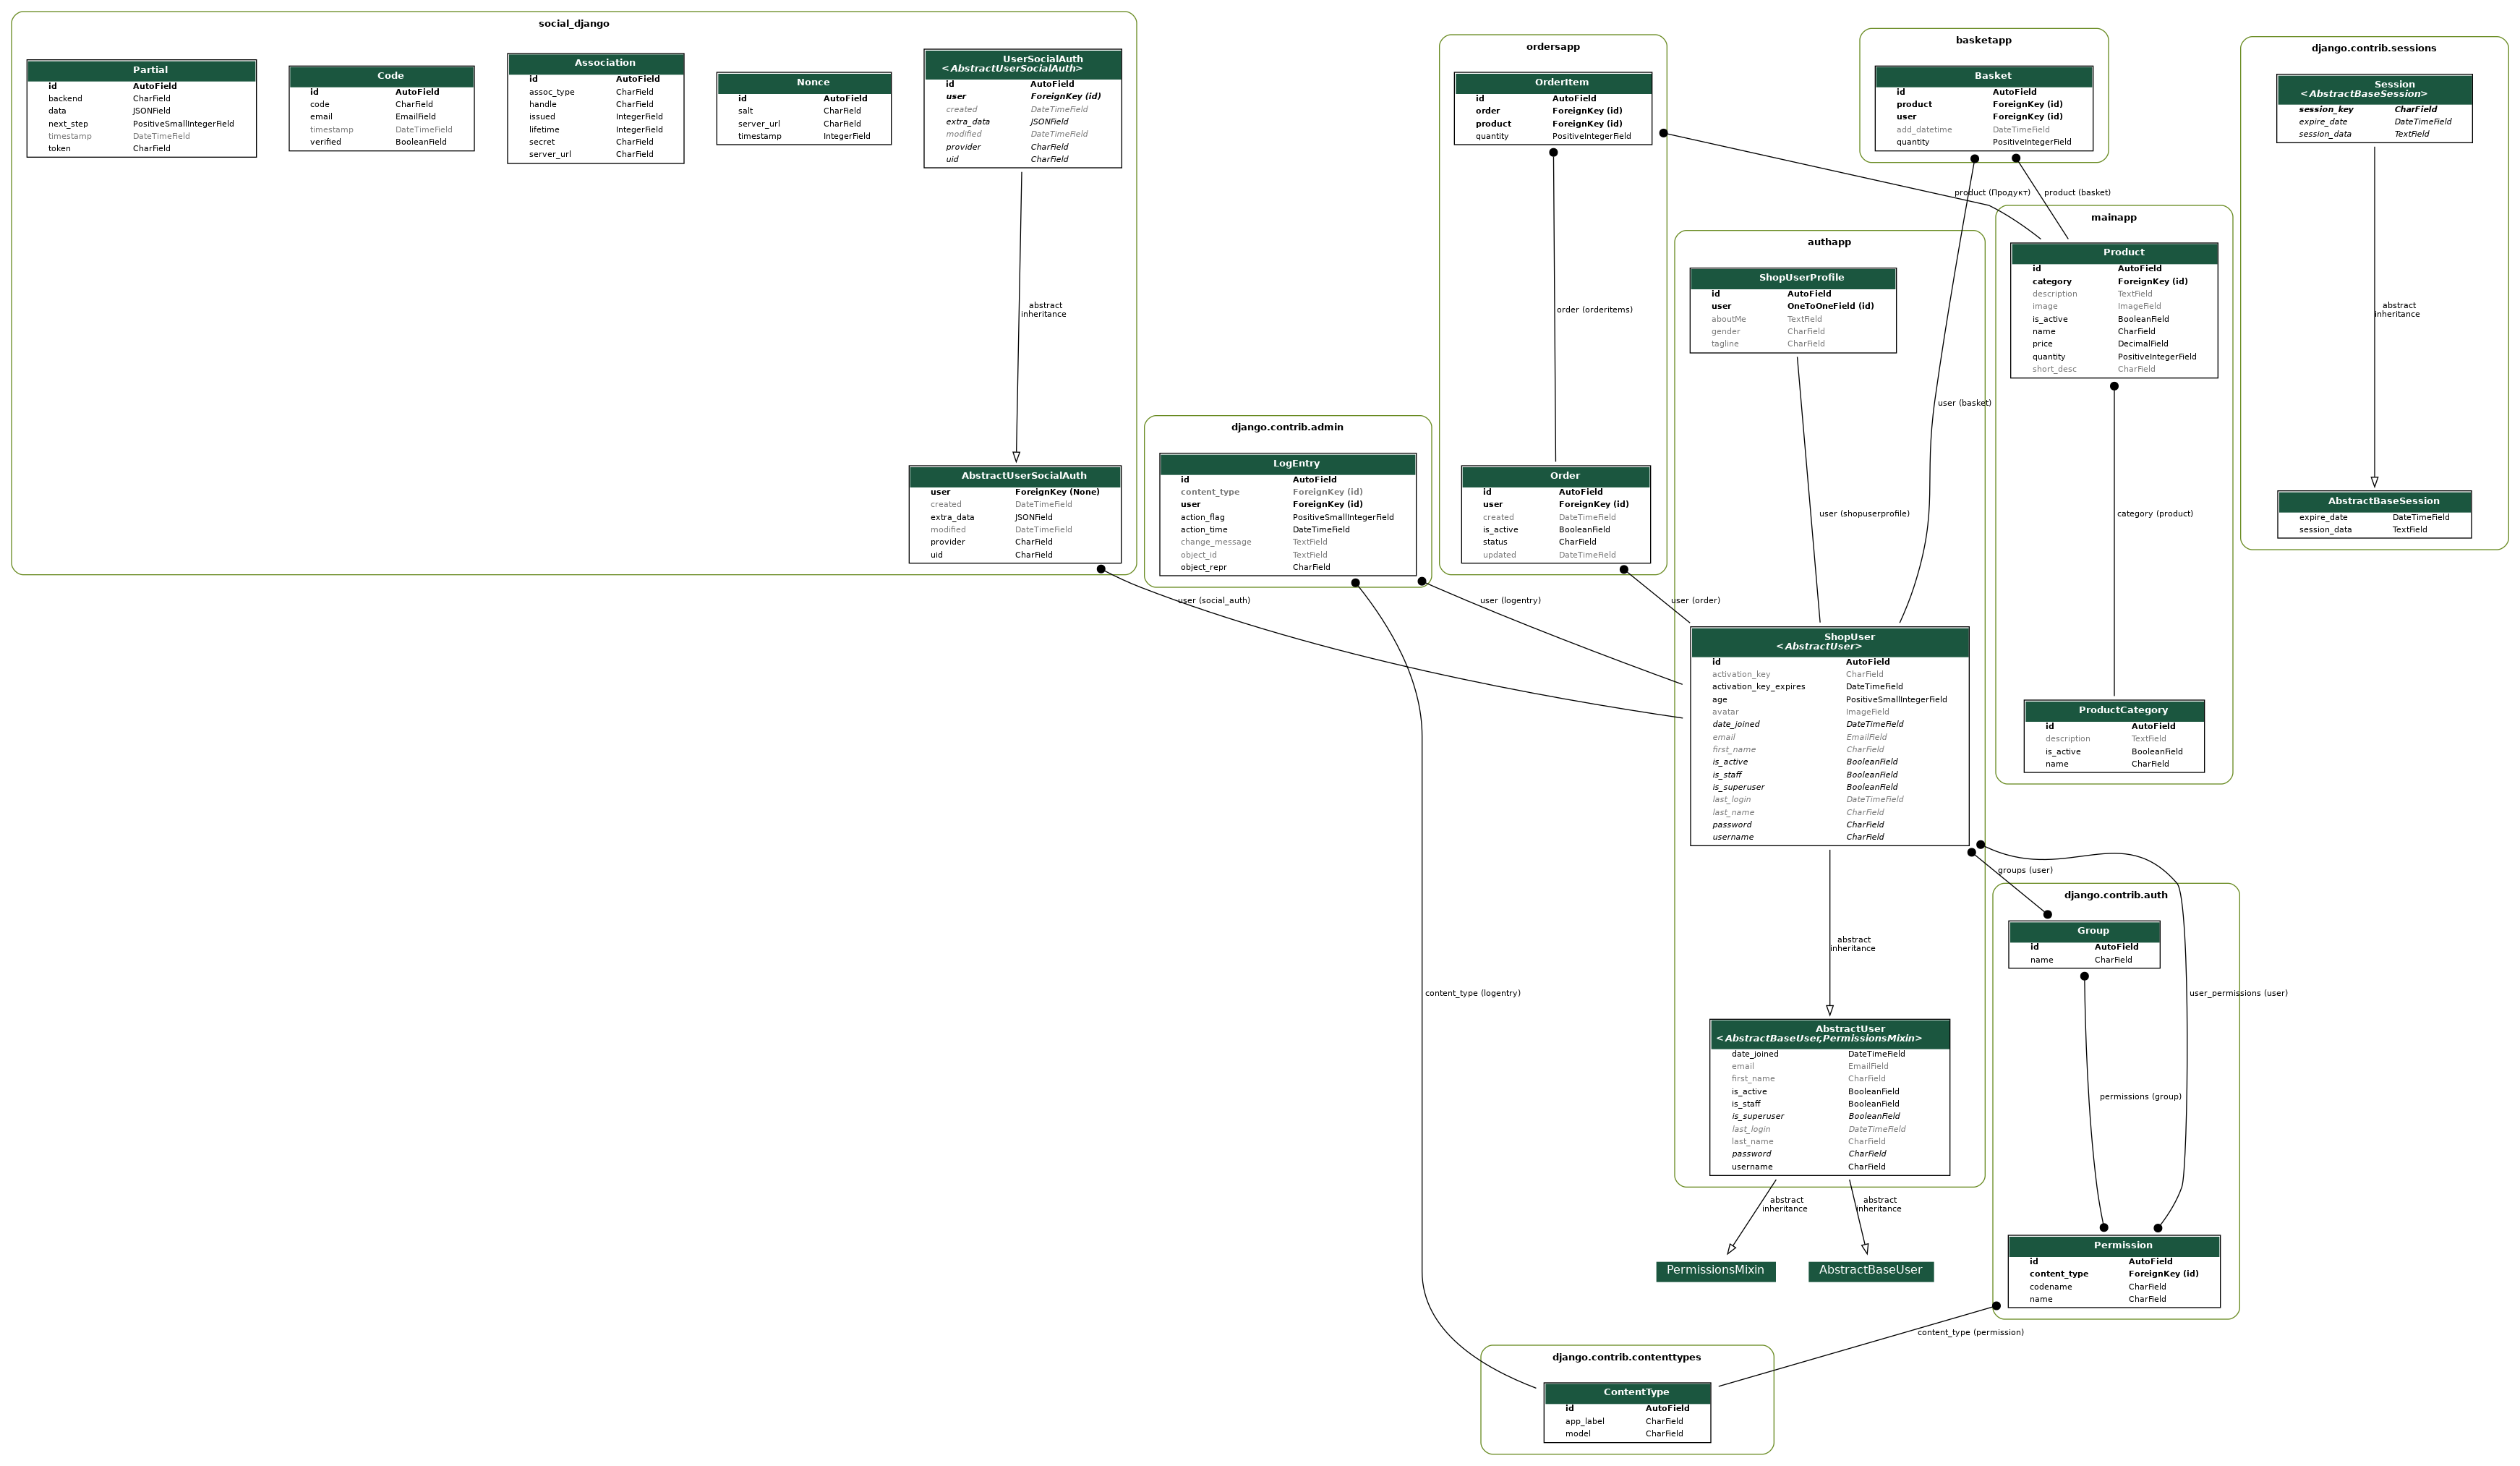 social_django
Partial
id AutoField
backend CharField
data JSONField
next_step PositiveSmallIntegerField
timestamp DateTimeField
token CharField
Code
id AutoField
code CharField
email EmailField
timestamp DateTimeField
verified BooleanField
Association
id AutoField
assoc_type CharField
handle CharField
issued IntegerField
lifetime IntegerField
secret CharField
server_url CharField
Nonce
id AutoField
salt CharField
server_url CharField
timestamp IntegerField
UserSocialAuth
<AbstractUserSocialAuth>
id AutoField
user ForeignKey (id)
created DateTimeField
extra_data JSONField
modified DateTimeField
provider CharField
uid CharField
abstract
inheritance
AbstractUserSocialAuth
user ForeignKey (None)
created DateTimeField
extra_data JSONField
modified DateTimeField
provider CharField
uid CharField
user (social_auth)
django.contrib.admin
LogEntry
id AutoField
content_type ForeignKey (id)
user ForeignKey (id)
action_flag PositiveSmallIntegerField
action_time DateTimeField
change_message TextField
object_id TextField
object_repr CharField
user (logentry)
content_type (logentry)
ordersapp
OrderItem
id AutoField
order ForeignKey (id)
product ForeignKey (id)
quantity PositiveIntegerField
order (orderitems)
product (Продукт)
Order
id AutoField
user ForeignKey (id)
created DateTimeField
is_active BooleanField
status CharField
updated DateTimeField
user (order)
basketapp
Basket
id AutoField
product ForeignKey (id)
user ForeignKey (id)
add_datetime DateTimeField
quantity PositiveIntegerField
product (basket)
user (basket)
authapp
ShopUserProfile
id AutoField
user OneToOneField (id)
aboutMe TextField
gender CharField
tagline CharField
user (shopuserprofile)
ShopUser
<AbstractUser>
id AutoField
activation_key CharField
activation_key_expires DateTimeField
age PositiveSmallIntegerField
avatar ImageField
date_joined DateTimeField
email EmailField
first_name CharField
is_active BooleanField
is_staff BooleanField
is_superuser BooleanField
last_login DateTimeField
last_name CharField
password CharField
username CharField
abstract
inheritance
AbstractUser
<AbstractBaseUser,PermissionsMixin>
date_joined DateTimeField
email EmailField
first_name CharField
is_active BooleanField
is_staff BooleanField
is_superuser BooleanField
last_login DateTimeField
last_name CharField
password CharField
username CharField
abstract
inheritance
abstract
inheritance
PermissionsMixin
AbstractBaseUser
mainapp
Product
id AutoField
category ForeignKey (id)
description TextField
image ImageField
is_active BooleanField
name CharField
price DecimalField
quantity PositiveIntegerField
short_desc CharField
category (product)
ProductCategory
id AutoField
description TextField
is_active BooleanField
name CharField
django.contrib.sessions
Session
<AbstractBaseSession>
session_key CharField
expire_date DateTimeField
session_data TextField
abstract
inheritance
AbstractBaseSession
expire_date DateTimeField
session_data TextField
groups (user)
user_permissions (user)
django.contrib.auth
Group
id AutoField
name CharField
permissions (group)
Permission
id AutoField
content_type ForeignKey (id)
codename CharField
name CharField
content_type (permission)
django.contrib.contenttypes
ContentType
id AutoField
app_label CharField
model CharField